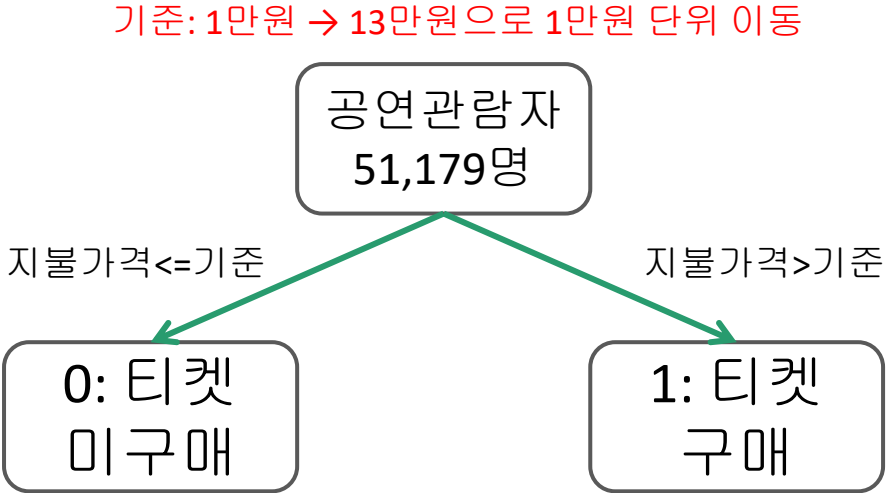 기준: 1만원 → 13만원으로 1만원 단위 이동
공연관람자
51,179명
지불가격<=기준
지불가격>기준
0: 티켓
미구매
1: 티켓
구매